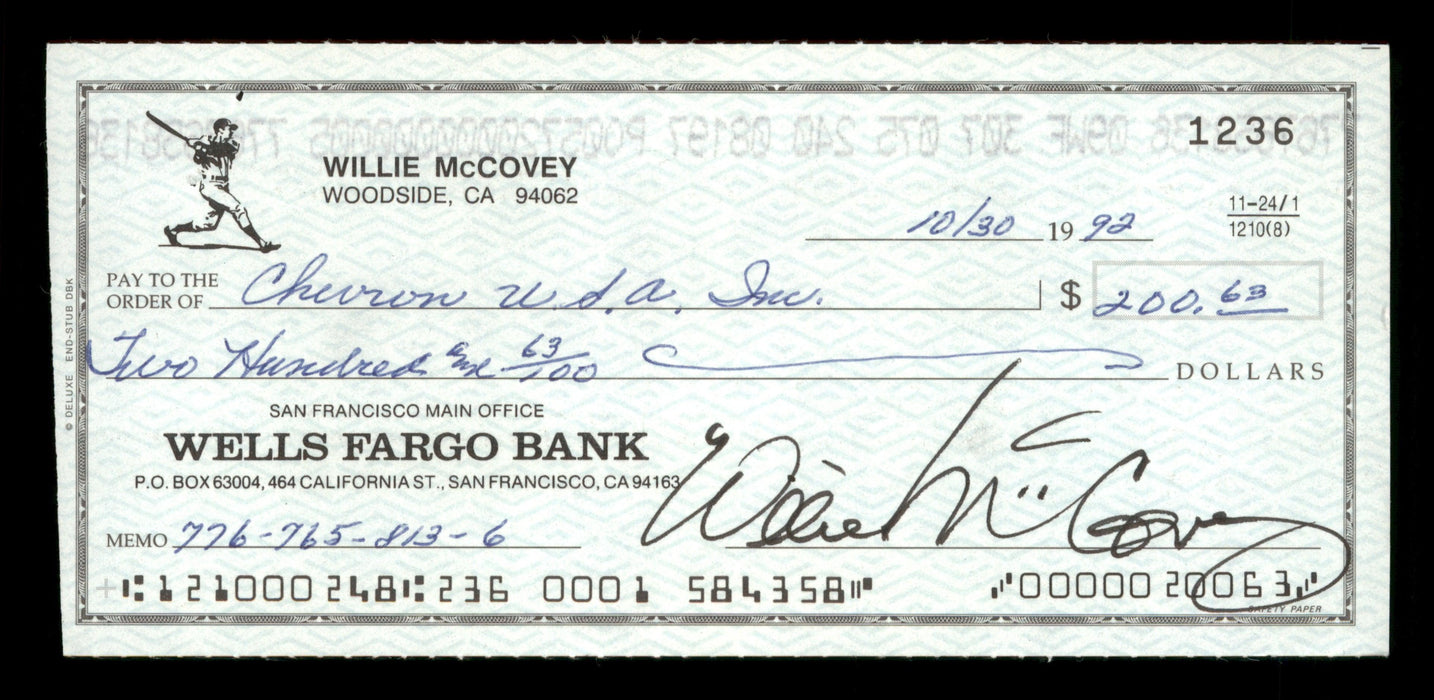 1236
WILLIE McCOVEY
WOODSIDE, CA 94062
11-24/1
1210(8)
10/30 19 92
PAY TO THE
ORDER OF Chevron U.S.A. Inc. $ 200.63
Two Hundred and 63/100 DOLLARS
SAN FRANCISCO MAIN OFFICE
WELLS FARGO BANK
P.O. BOX 63004, 464 CALIFORNIA ST., SAN FRANCISCO, CA 94163
Willie McCovey
MEMO 776-765-813-6
⑆121000248⑆236 0001 584358⑈ ⑇0000020063⑇
SAFETY PAPER
© DELUXE END-STUB DBK